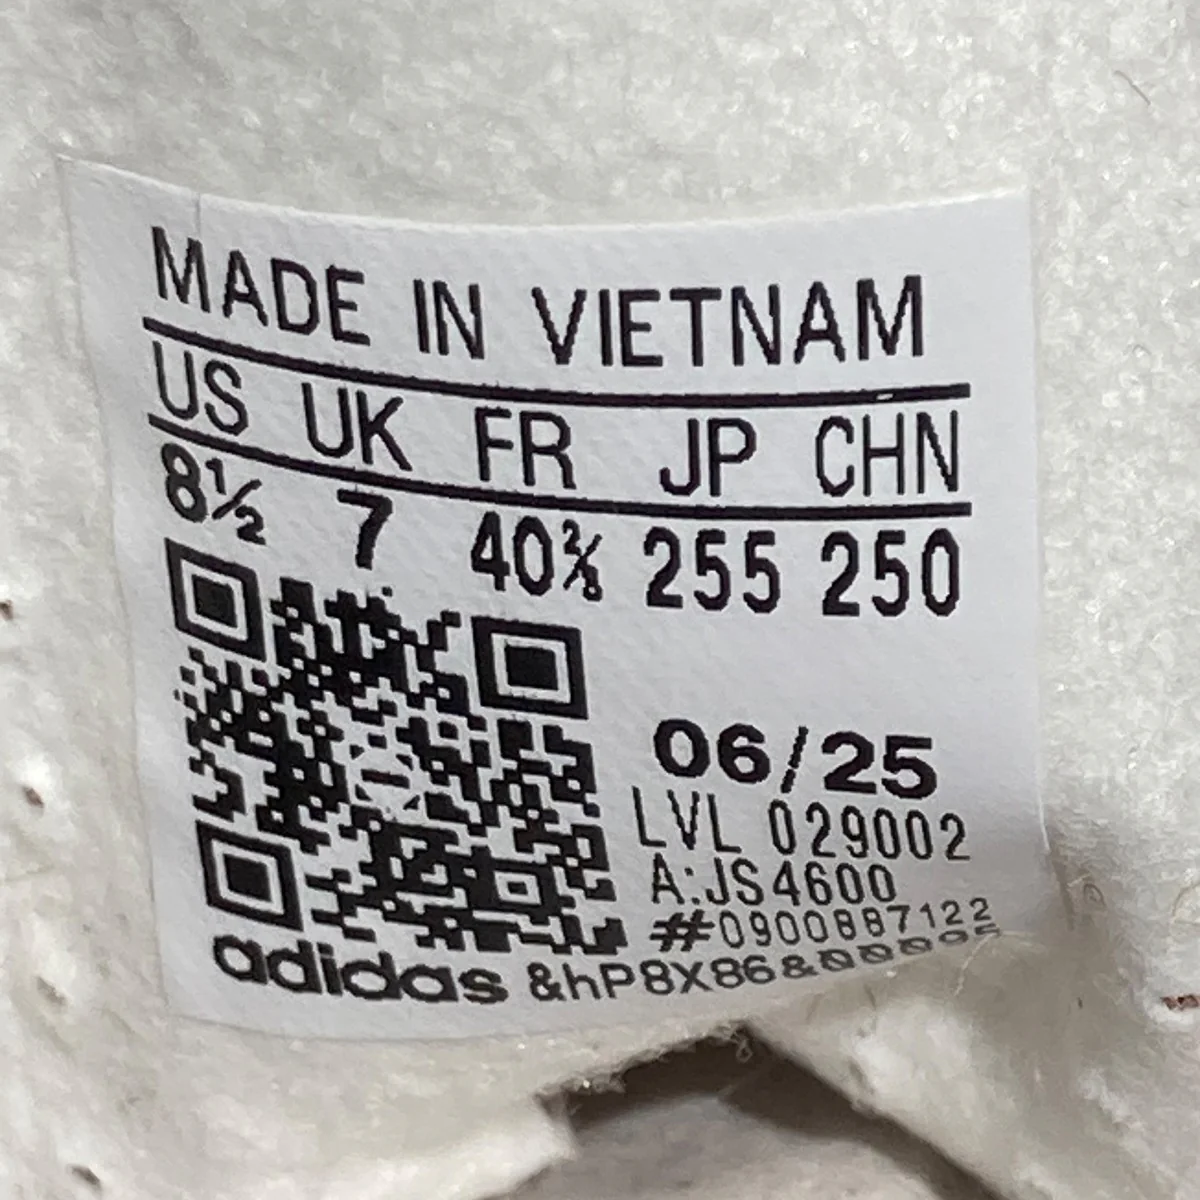 MADE IN VIETNAM
US UK FR JP CHN
8½ 7 40⅔ 255 250
06/25
LVL 029002
A:JS4600
#0900887122
adidas &hP8X86&